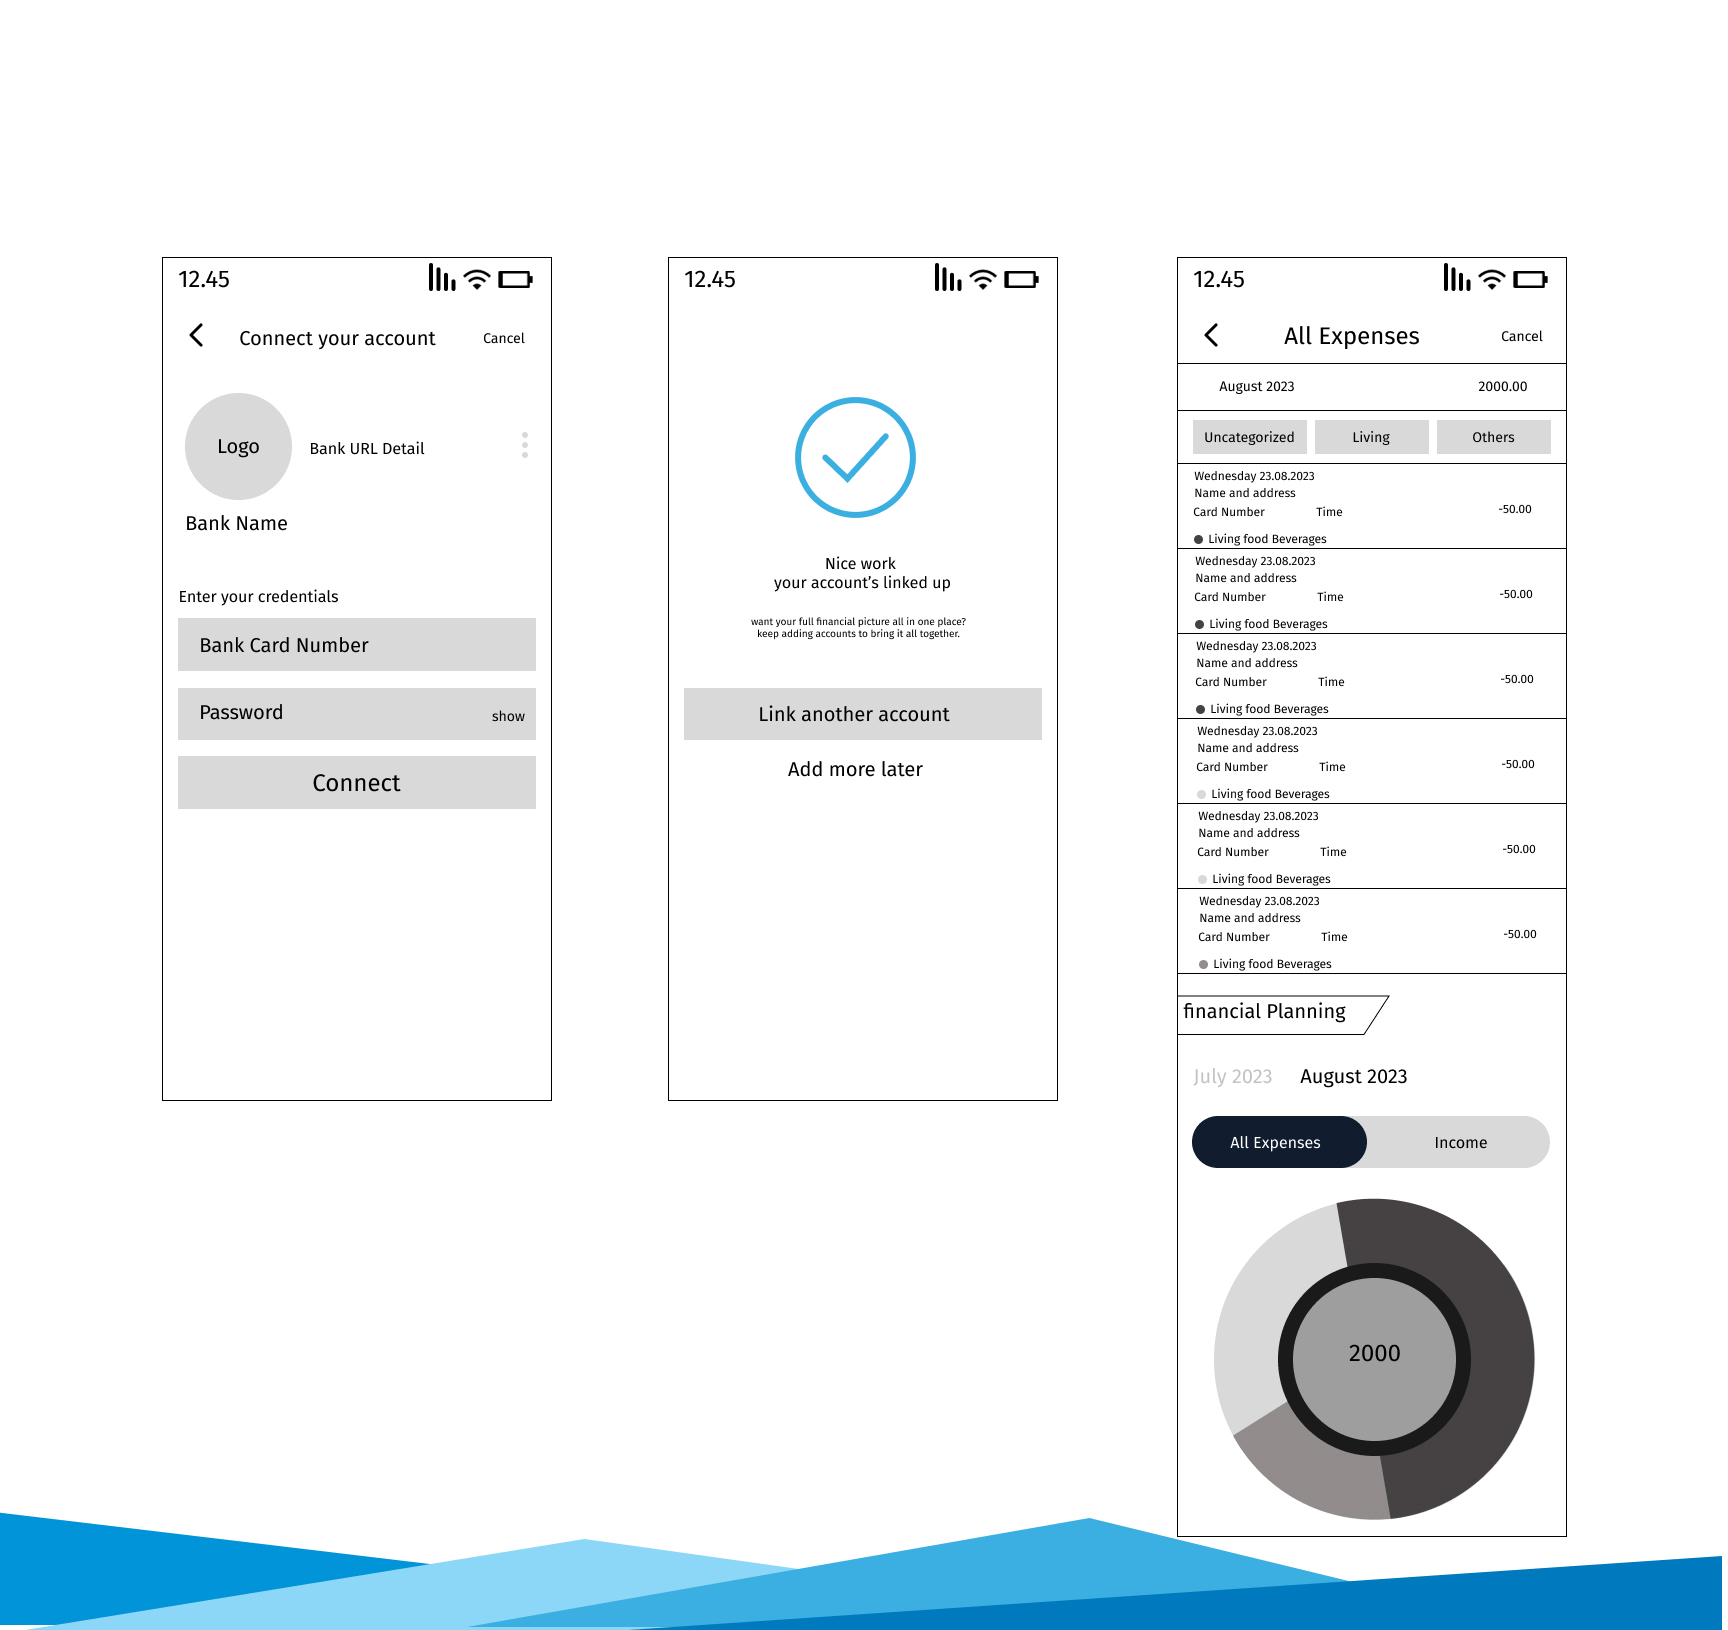 12.45
Connect your account
Cancel
Logo
Bank URL Detail
Bank Name
Enter your credentials
Bank Card Number
Password
show
Connect
12.45
Nice work
your account’s linked up
want your full financial picture all in one place?
keep adding accounts to bring it all together.
Link another account
Add more later
12.45
All Expenses
Cancel
August 2023 2000.00
Uncategorized Living Others
Wednesday 23.08.2023
Name and address
Card Number Time -50.00
Living food Beverages
Wednesday 23.08.2023
Name and address
Card Number Time -50.00
Living food Beverages
Wednesday 23.08.2023
Name and address
Card Number Time -50.00
Living food Beverages
Wednesday 23.08.2023
Name and address
Card Number Time -50.00
Living food Beverages
Wednesday 23.08.2023
Name and address
Card Number Time -50.00
Living food Beverages
Wednesday 23.08.2023
Name and address
Card Number Time -50.00
Living food Beverages
financial Planning
July 2023 August 2023
All Expenses Income
2000